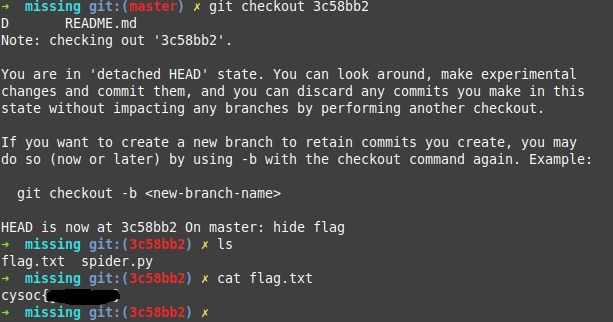 ➜  missing git:(master) ✗ git checkout 3c58bb2
D       README.md
Note: checking out '3c58bb2'.

You are in 'detached HEAD' state. You can look around, make experimental
changes and commit them, and you can discard any commits you make in this
state without impacting any branches by performing another checkout.

If you want to create a new branch to retain commits you create, you may
do so (now or later) by using -b with the checkout command again. Example:

  git checkout -b <new-branch-name>

HEAD is now at 3c58bb2 On master: hide flag
➜  missing git:(3c58bb2) ✗ ls
flag.txt  spider.py
➜  missing git:(3c58bb2) ✗ cat flag.txt
cysoc{}
➜  missing git:(3c58bb2) ✗